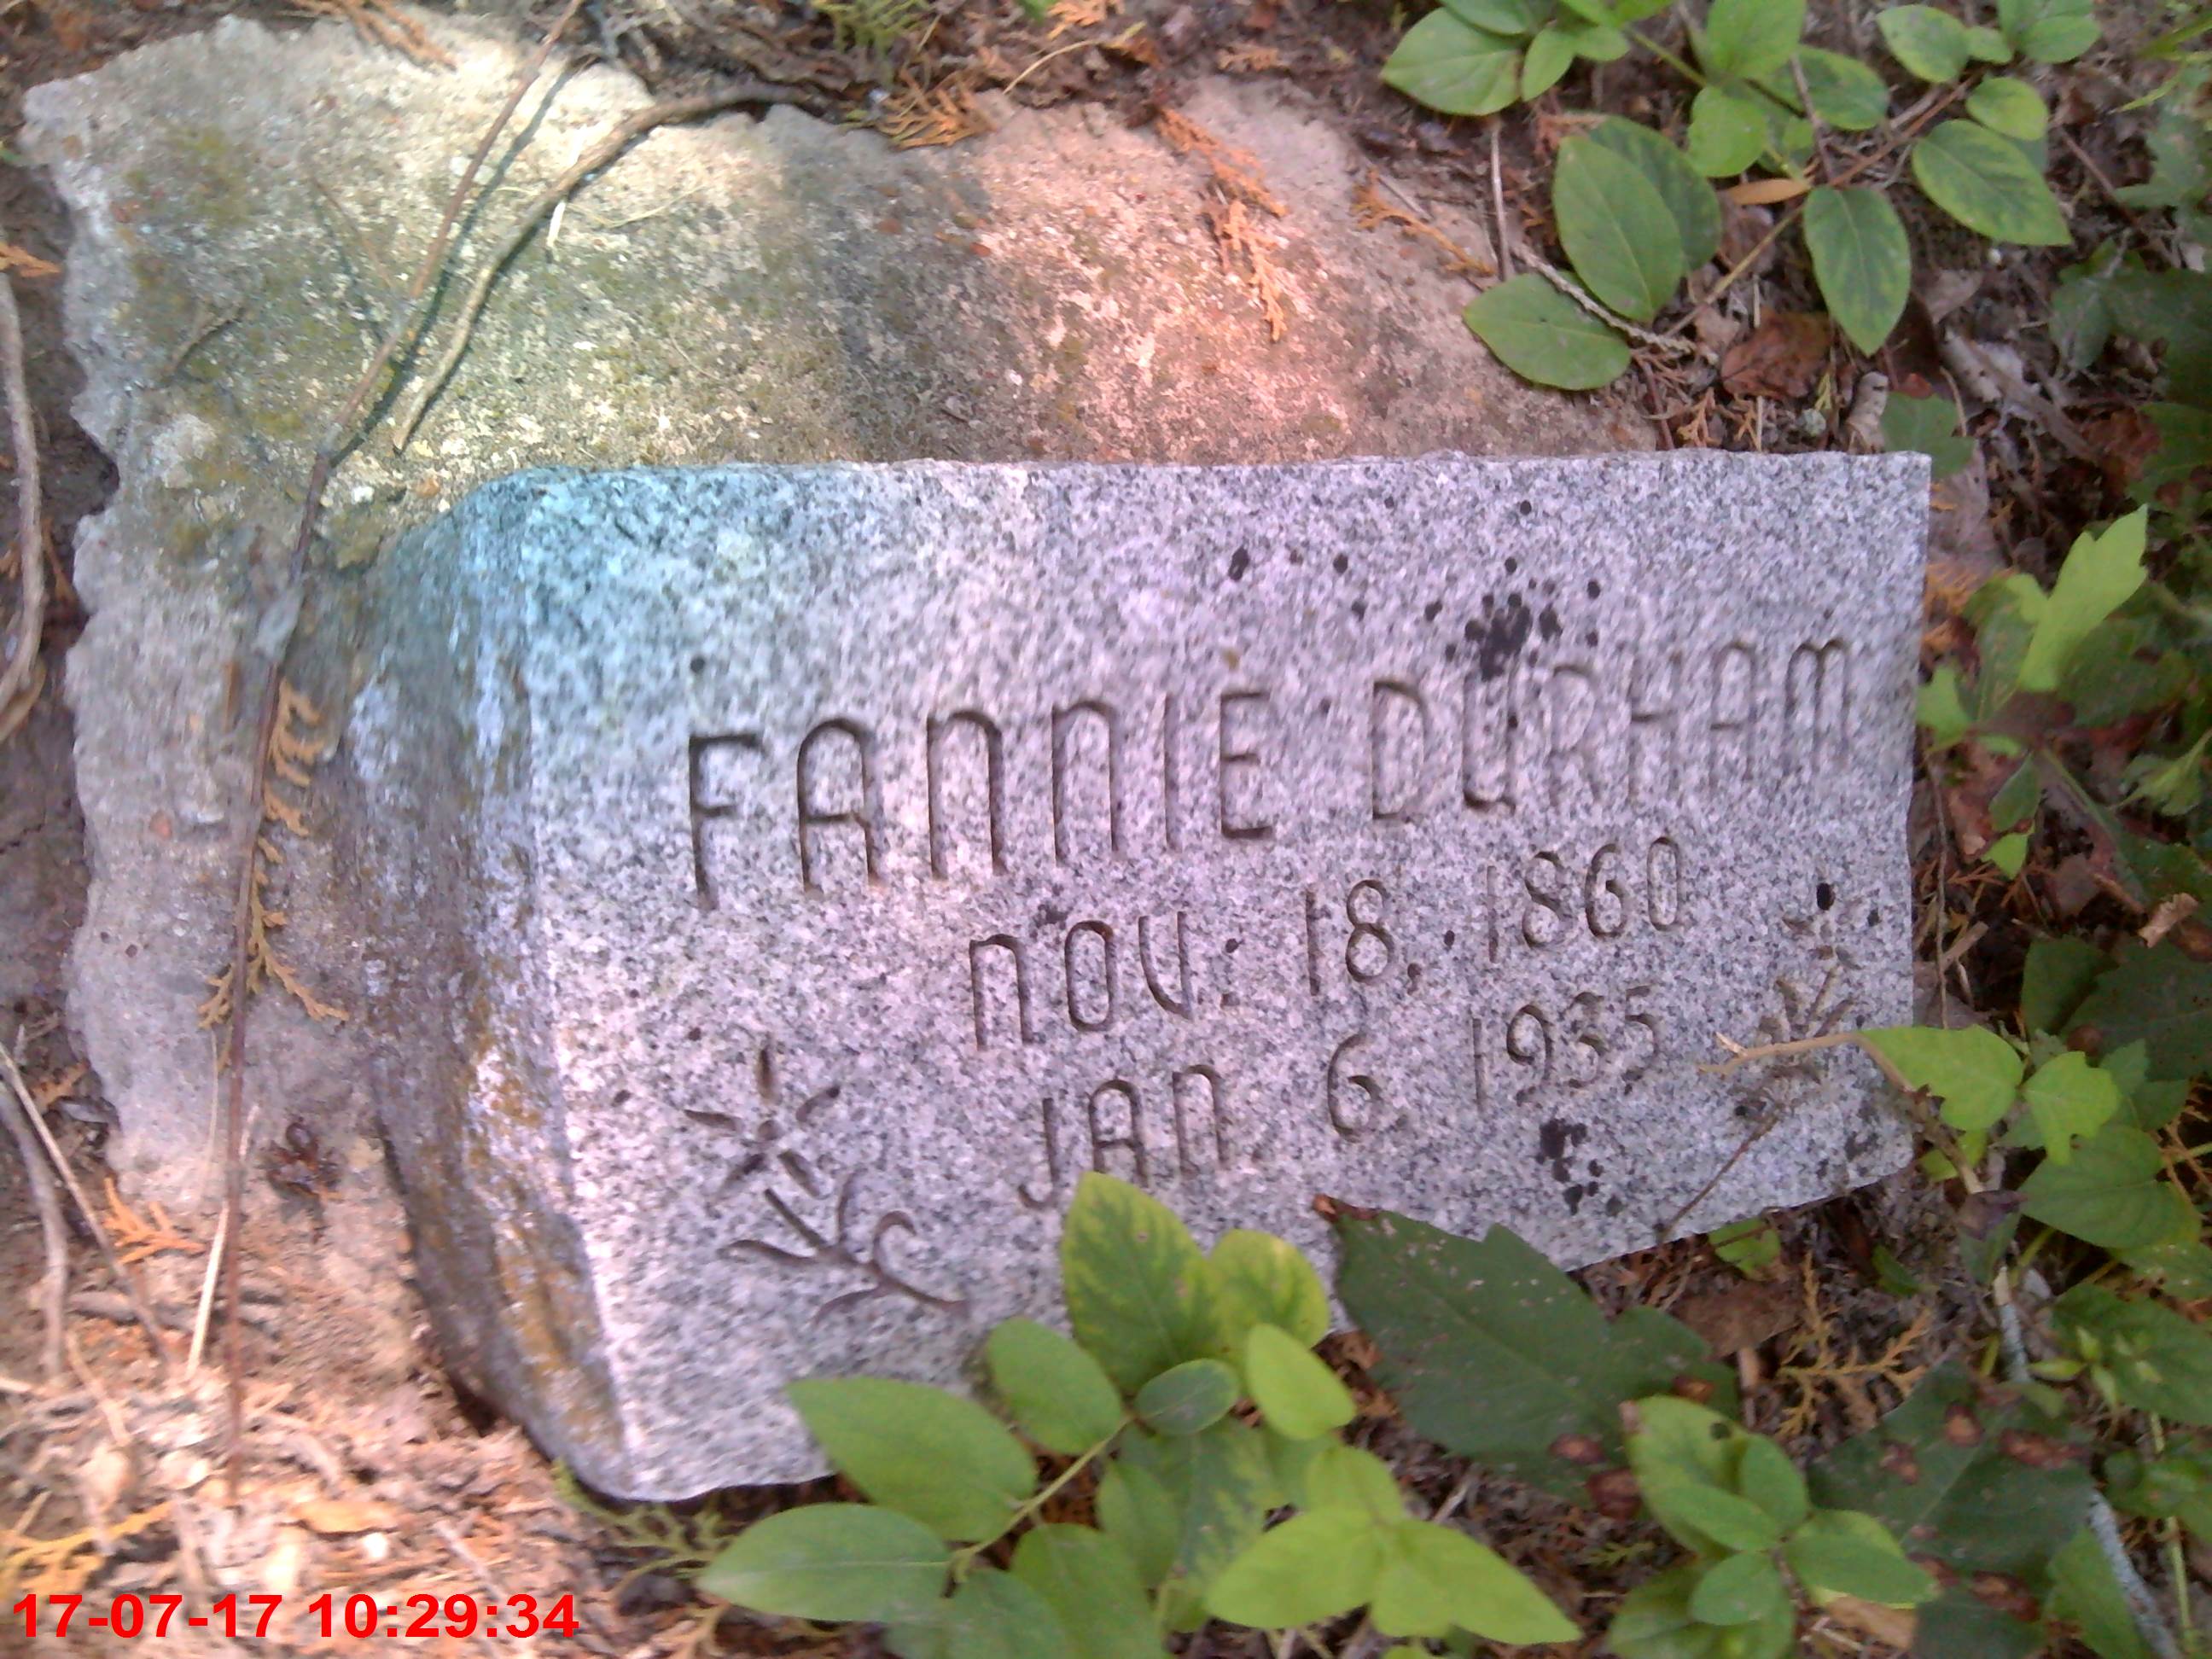 FANNIE DURHAM
NOV. 18, 1860
JAN. 6, 1935
17-07-17 10:29:34